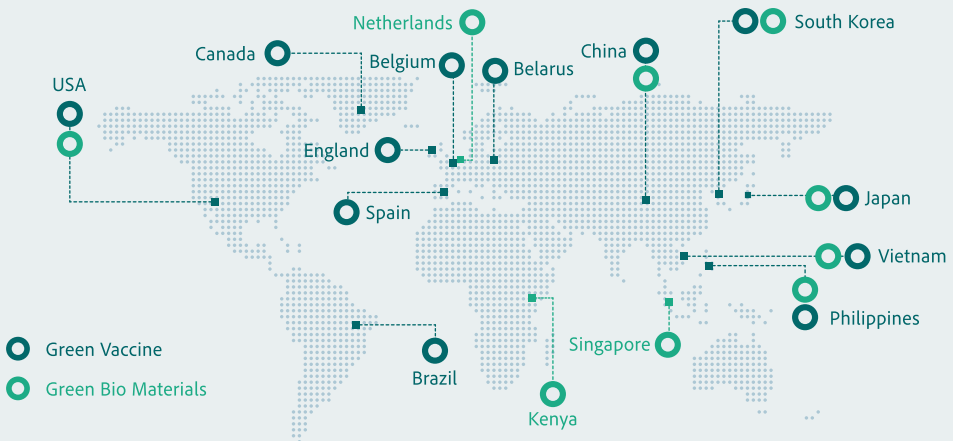 Netherlands
South Korea
Canada
China
Belgium
Belarus
USA
England
Spain
Japan
Vietnam
Philippines
Singapore
Green Vaccine
Brazil
Green Bio Materials
Kenya